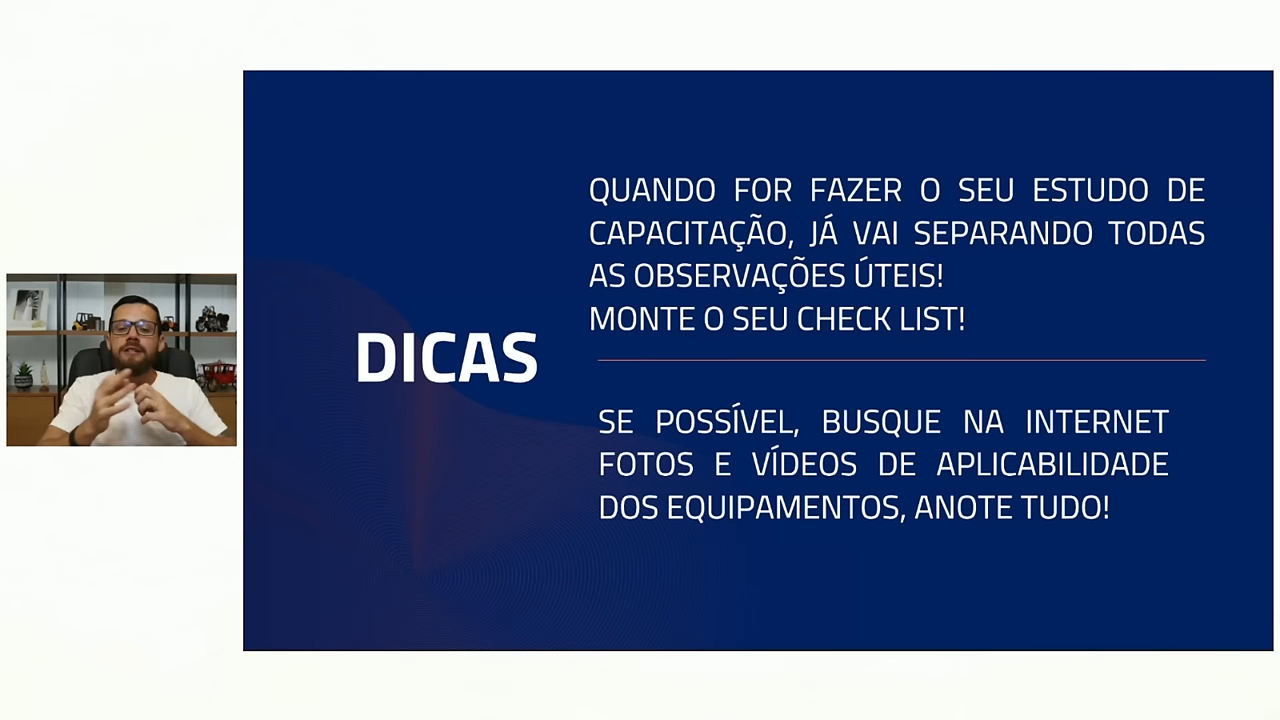 DICAS
QUANDO FOR FAZER O SEU ESTUDO DE
CAPACITAÇÃO, JÁ VAI SEPARANDO TODAS
AS OBSERVAÇÕES ÚTEIS!
MONTE O SEU CHECK LIST!
SE POSSÍVEL, BUSQUE NA INTERNET
FOTOS E VÍDEOS DE APLICABILIDADE
DOS EQUIPAMENTOS, ANOTE TUDO!